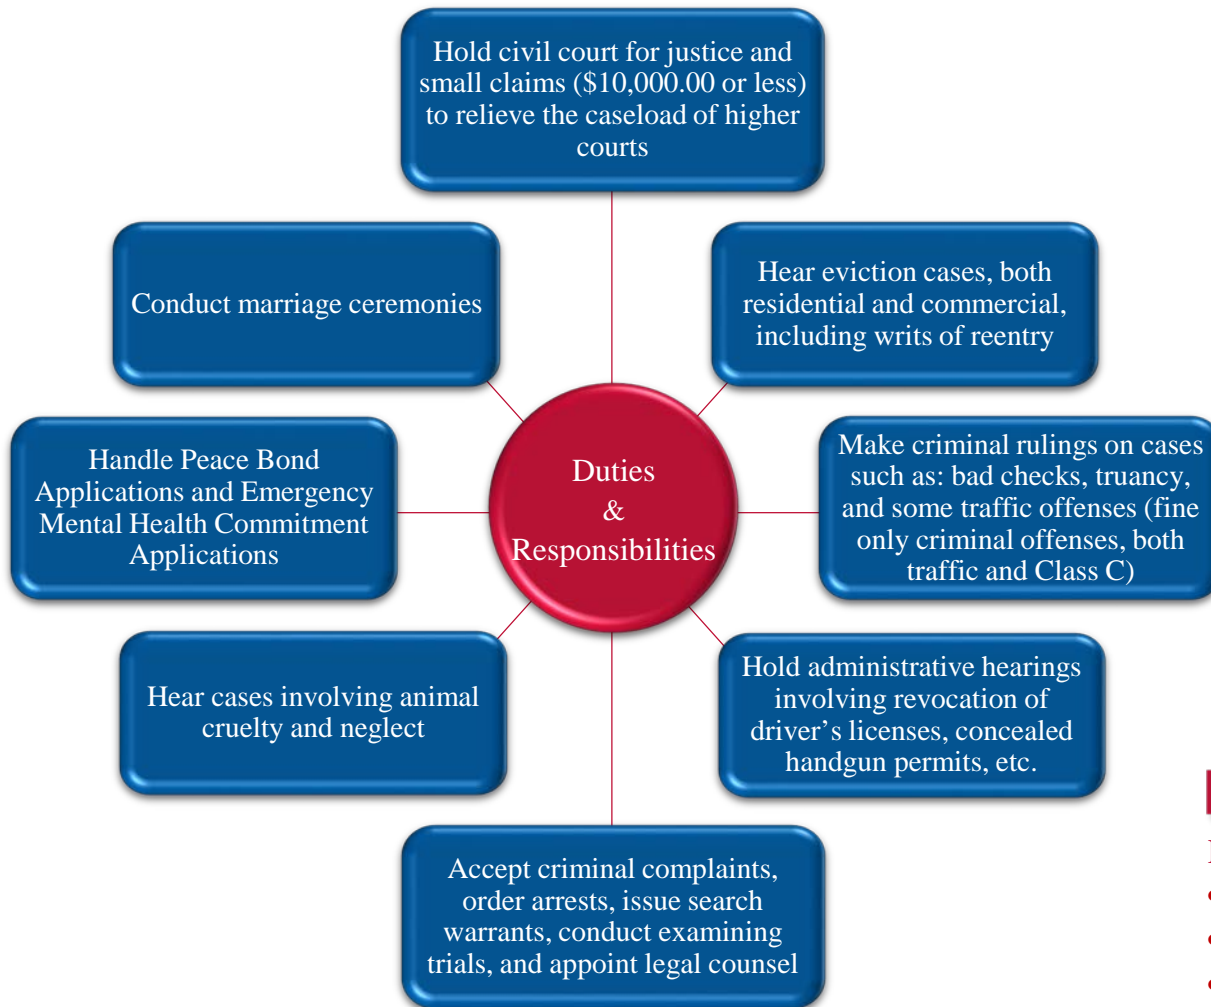 Hold civil court for justice and
small claims ($10,000.00 or less)
to relieve the caseload of higher
courts
Conduct marriage ceremonies
Hear eviction cases, both
residential and commercial,
including writs of reentry
Handle Peace Bond
Applications and Emergency
Mental Health Commitment
Applications
Duties
&
Responsibilities
Make criminal rulings on cases
such as: bad checks, truancy,
and some traffic offenses (fine
only criminal offenses, both
traffic and Class C)
Hear cases involving animal
cruelty and neglect
Hold administrative hearings
involving revocation of
driver’s licenses, concealed
handgun permits, etc.
Accept criminal complaints,
order arrests, issue search
warrants, conduct examining
trials, and appoint legal counsel